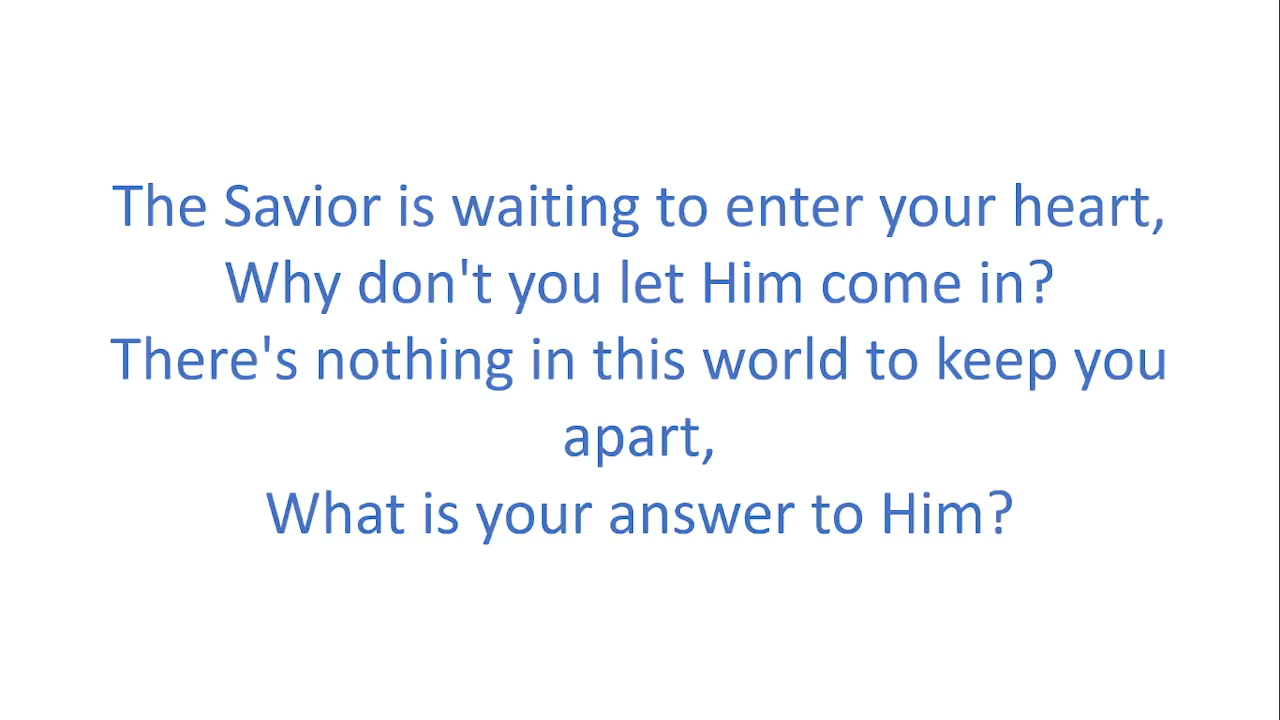 The Savior is waiting to enter your heart,
Why don't you let Him come in?
There's nothing in this world to keep you
apart,
What is your answer to Him?